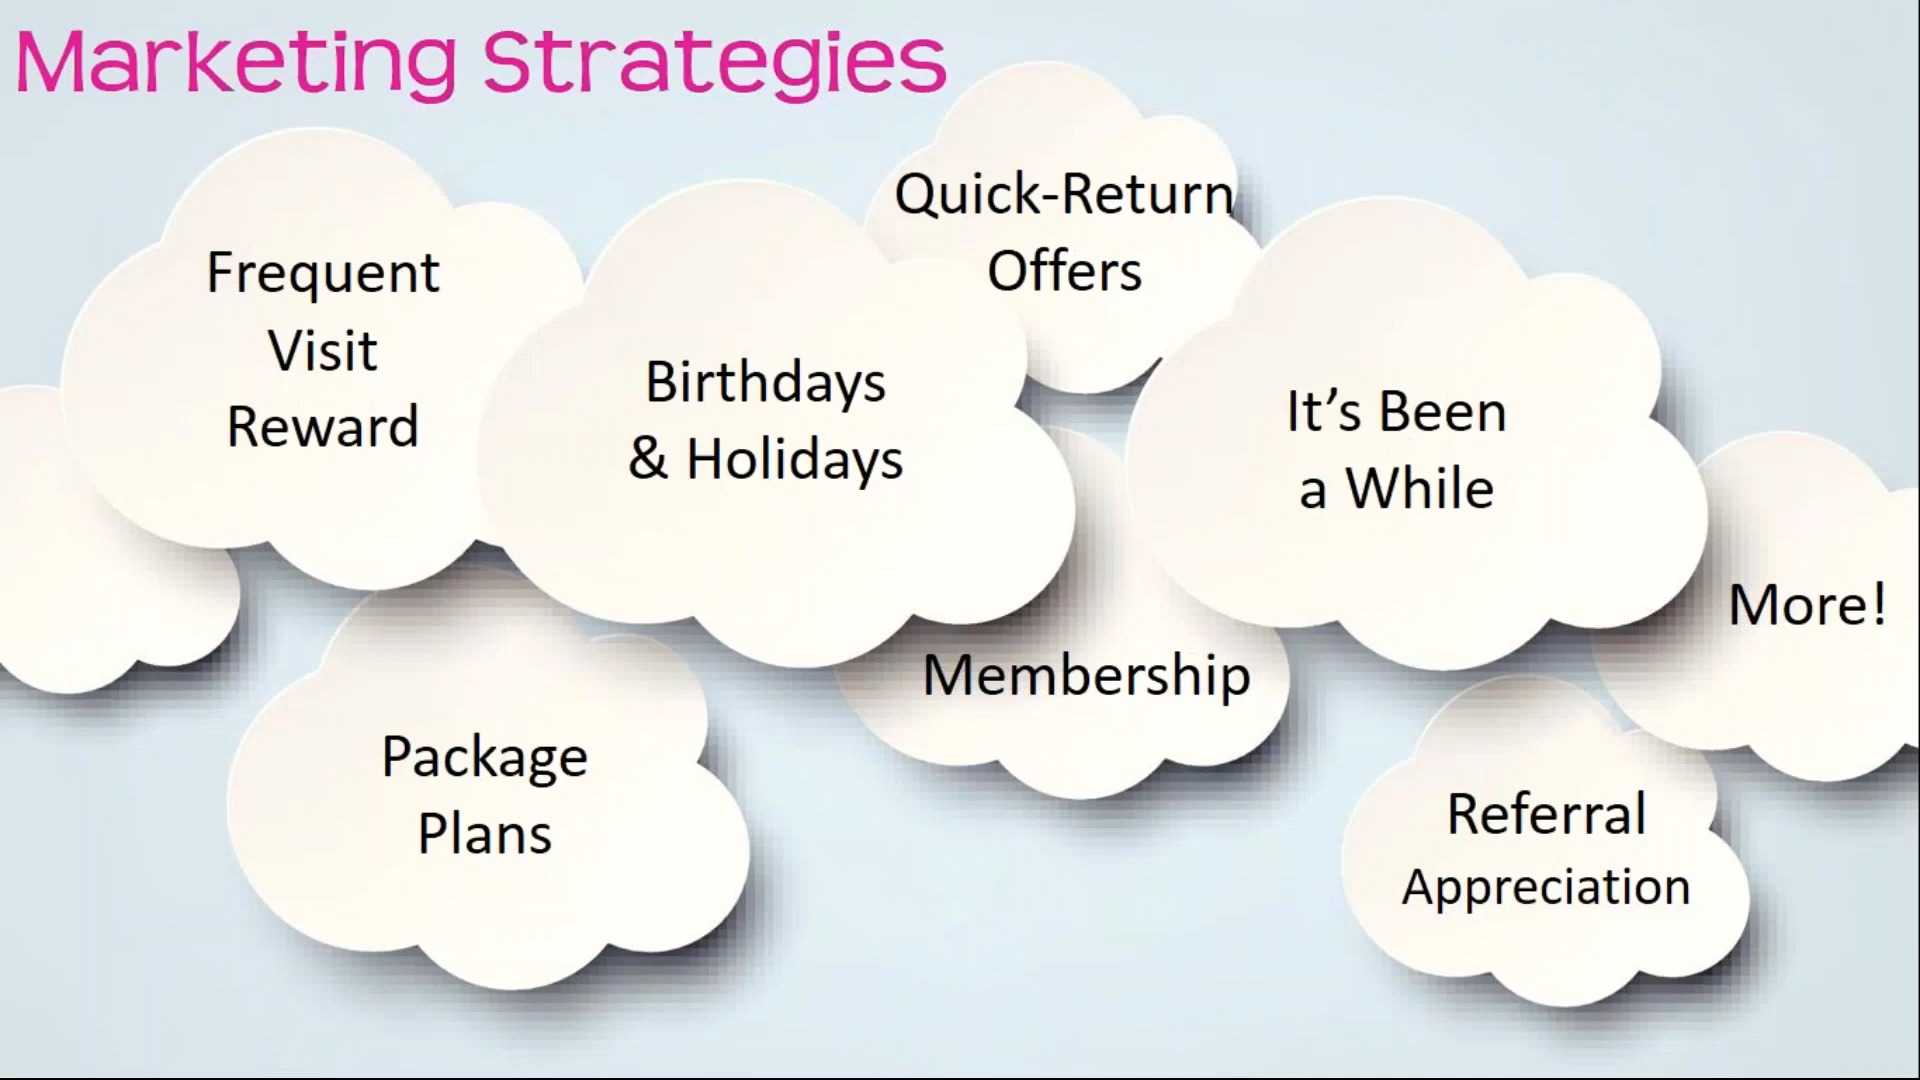 Marketing Strategies
Frequent
Visit
Reward
Birthdays
& Holidays
Quick-Return
Offers
It’s Been
a While
More!
Membership
Package
Plans
Referral
Appreciation